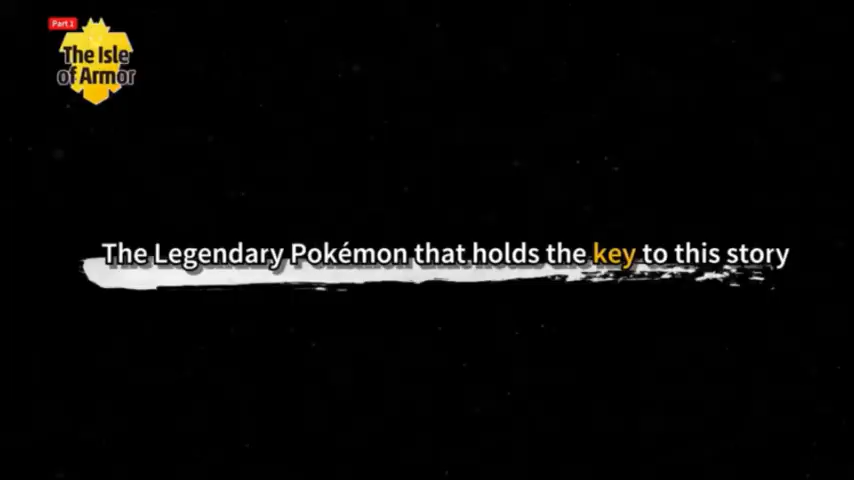 Part.1
The Isle
of Armor
The Legendary Pokémon that holds the key to this story